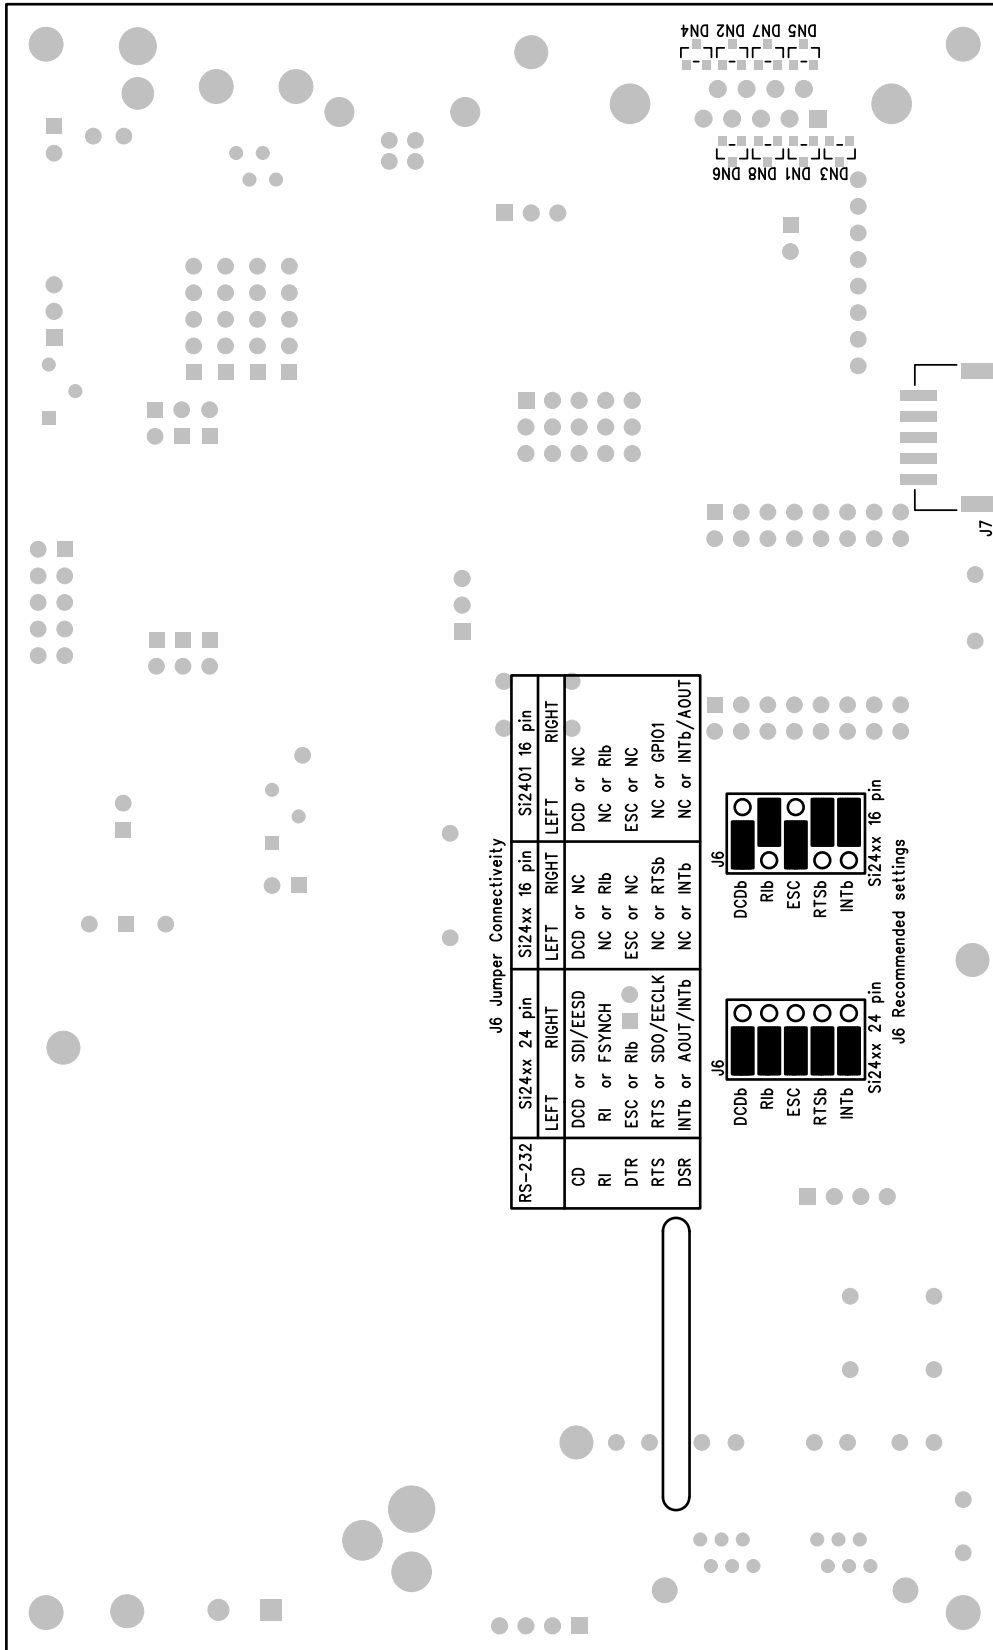 DN4 DN2 DN7 DN5
DN6 DN8 DN1 DN3
J7
J6 Jumper Connectiveity
RS-232 Si24xx 24 pin Si24xx 16 pin Si2401 16 pin
LEFT RIGHT LEFT RIGHT LEFT RIGHT
CD DCD or SDI/EESD DCD or NC DCD or NC
RI RI or FSYNCH NC or RIb NC or RIb
DTR ESC or RIb ESC or NC ESC or NC
RTS RTS or SDO/EECLK NC or RTSb NC or GPIO1
DSR INTb or AOUT/INTb NC or INTb NC or INTb/AOUT
J6
DCDb
RIb
ESC
RTSb
INTb
Si24xx 24 pin
J6
DCDb
RIb
ESC
RTSb
INTb
Si24xx 16 pin
J6 Recommended settings